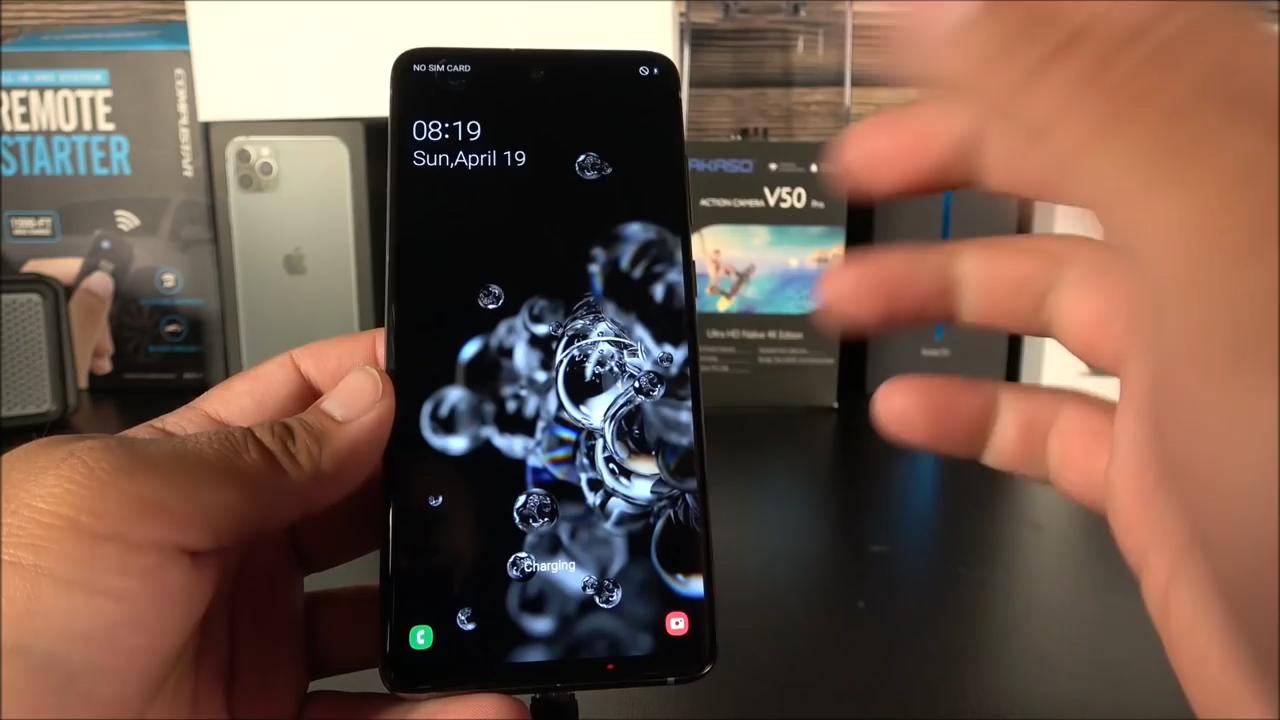 NO SIM CARD
08:19
Sun,April 19
Charging
REMOTE
STARTER
COMPUSTAR
AKASO
ACTION CAMERA V50 Pro
Ultra HD Native 4K Edition